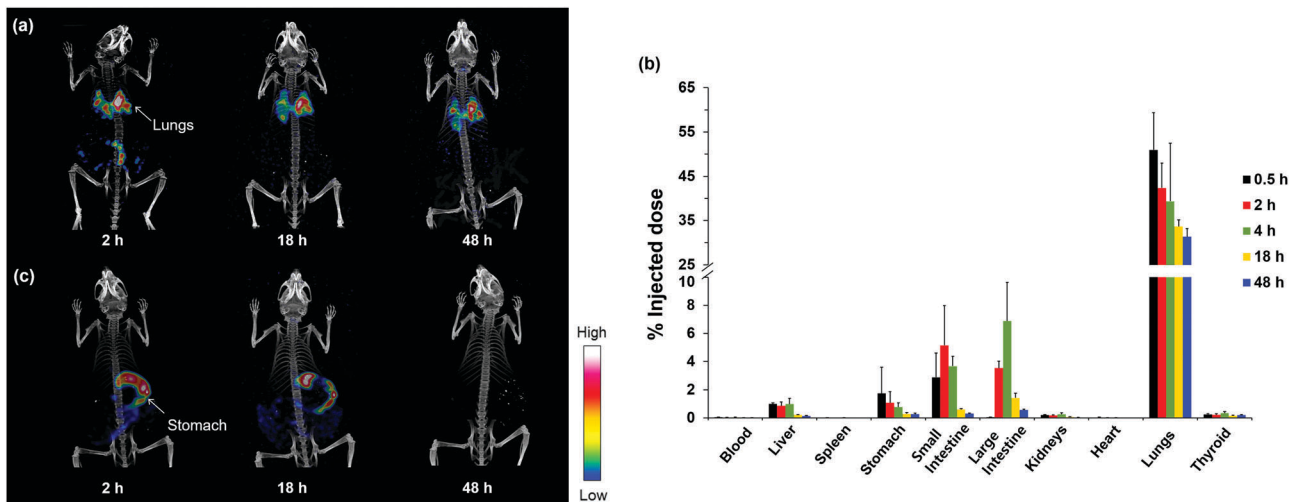 (a)
Lungs
2 h
18 h
48 h
(c)
Stomach
2 h
18 h
48 h
High
Low
(b)
% Injected dose
65
55
45
35
25
10
8
6
4
2
0
Blood
Liver
Spleen
Stomach
Small
Intestine
Large
Intestine
Kidneys
Heart
Lungs
Thyroid
0.5 h
2 h
4 h
18 h
48 h